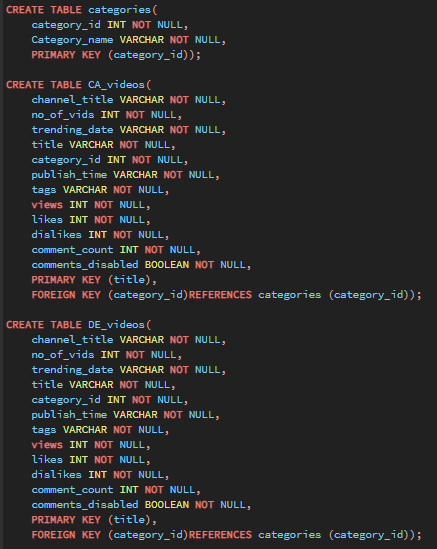 CREATE TABLE categories(
category_id INT NOT NULL,
Category_name VARCHAR NOT NULL,
PRIMARY KEY (category_id));
CREATE TABLE CA_videos(
channel_title VARCHAR NOT NULL,
no_of_vids INT NOT NULL,
trending_date VARCHAR NOT NULL,
title VARCHAR NOT NULL,
category_id INT NOT NULL,
publish_time VARCHAR NOT NULL,
tags VARCHAR NOT NULL,
views INT NOT NULL,
likes INT NOT NULL,
dislikes INT NOT NULL,
comment_count INT NOT NULL,
comments_disabled BOOLEAN NOT NULL,
PRIMARY KEY (title),
FOREIGN KEY (category_id)REFERENCES categories (category_id));
CREATE TABLE DE_videos(
channel_title VARCHAR NOT NULL,
no_of_vids INT NOT NULL,
trending_date VARCHAR NOT NULL,
title VARCHAR NOT NULL,
category_id INT NOT NULL,
publish_time VARCHAR NOT NULL,
tags VARCHAR NOT NULL,
views INT NOT NULL,
likes INT NOT NULL,
dislikes INT NOT NULL,
comment_count INT NOT NULL,
comments_disabled BOOLEAN NOT NULL,
PRIMARY KEY (title),
FOREIGN KEY (category_id)REFERENCES categories (category_id));